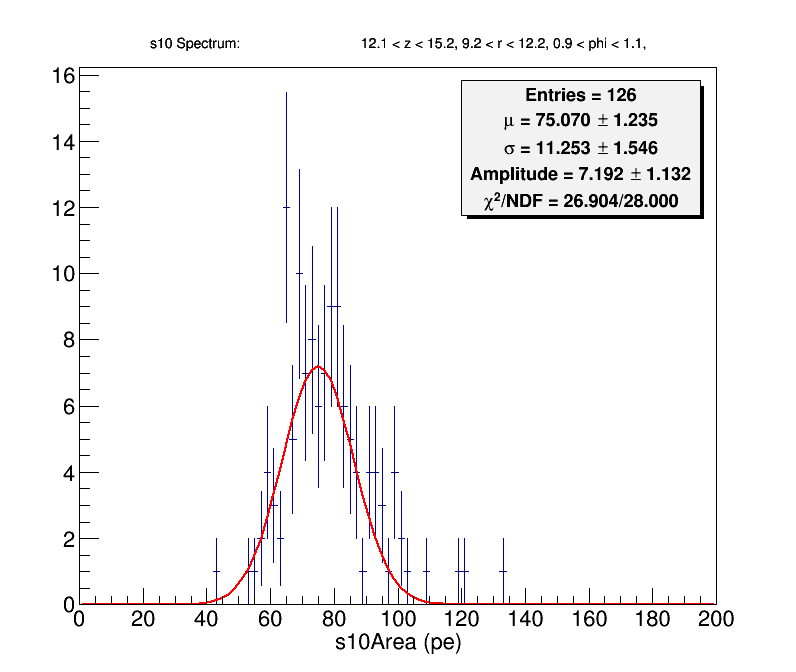 s10 Spectrum: 12.1 < z < 15.2, 9.2 < r < 12.2, 0.9 < phi < 1.1,
Entries = 126
μ = 75.070 ± 1.235
σ = 11.253 ± 1.546
Amplitude = 7.192 ± 1.132
χ²/NDF = 26.904/28.000
16
14
12
10
8
6
4
2
0
0 20 40 60 80 100 120 140 160 180 200
s10Area (pe)